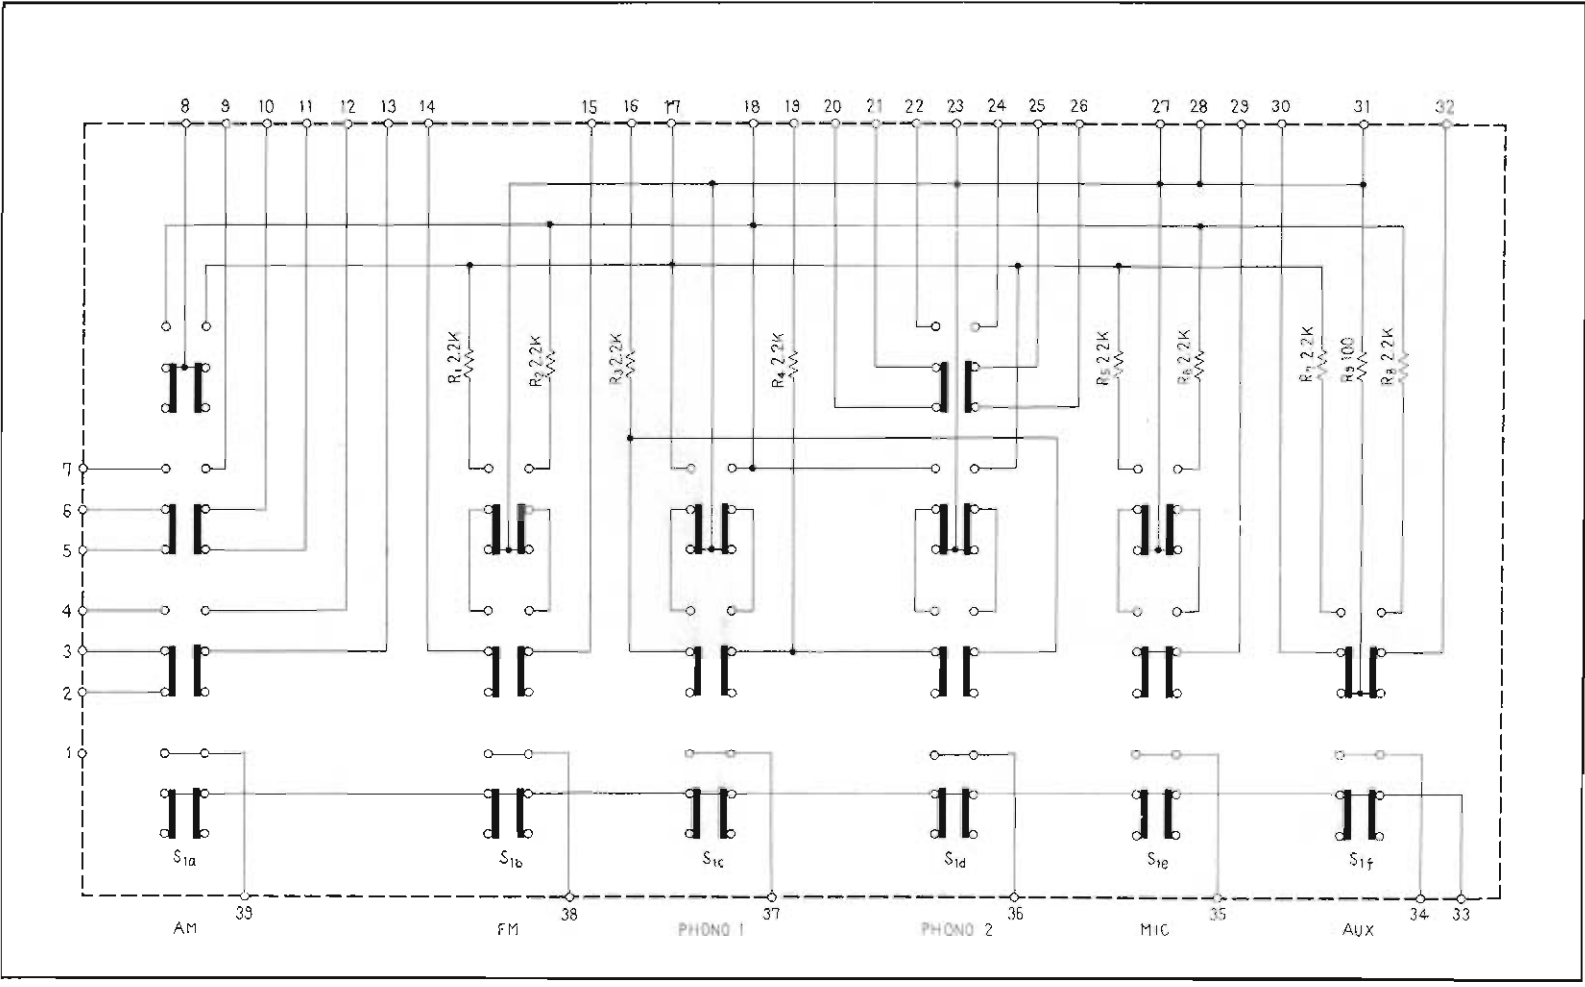 8 9 10 11 12 13 14 15 16 17 18 19 20 21 22 23 24 25 26 27 28 29 30 31 32
R1 2.2K
R2 2.2K
R3 2.2K
R4 2.2K
R5 2.2K
R6 2.2K
R7 2.2K
R9 100
R8 2.2K
7
6
5
4
3
2
1
S1a S1b S1c S1d S1e S1f
39 38 37 36 35 34 33
AM FM PHONO 1 PHONO 2 MIC AUX